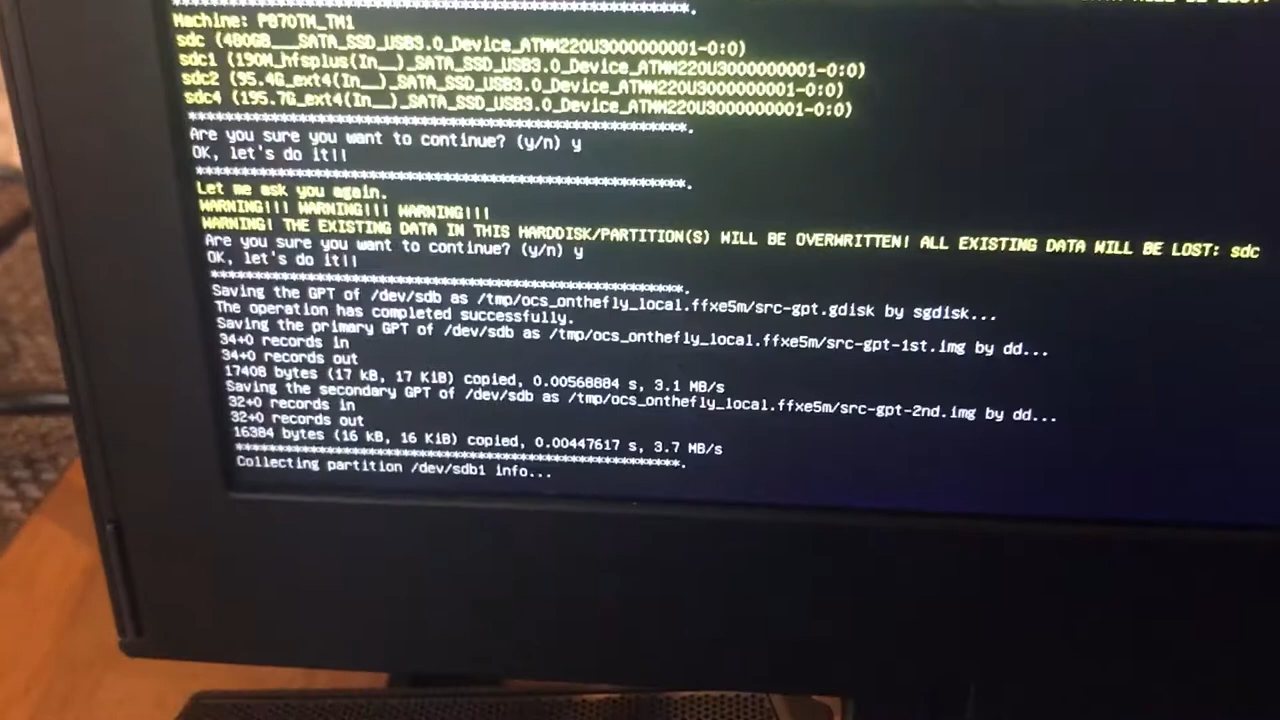 *************************************************.
Machine: P870TM_TM1
sdc (480GB___SATA_SSD_USB3.0_Device_ATMM220U3000000001-0:0)
sdc1 (190M_hfsplus(In__)_SATA_SSD_USB3.0_Device_ATMM220U3000000001-0:0)
sdc2 (95.4G_ext4(In__)_SATA_SSD_USB3.0_Device_ATMM220U3000000001-0:0)
sdc4 (195.7G_ext4(In__)_SATA_SSD_USB3.0_Device_ATMM220U3000000001-0:0)
*************************************************.
Are you sure you want to continue? (y/n) y
OK, let's do it!!
*************************************************.
Let me ask you again.
WARNING!!! WARNING!!! WARNING!!!
WARNING! THE EXISTING DATA IN THIS HARDDISK/PARTITION(S) WILL BE OVERWRITTEN! ALL EXISTING DATA WILL BE LOST: sdc
Are you sure you want to continue? (y/n) y
OK, let's do it!!
*************************************************.
Saving the GPT of /dev/sdb as /tmp/ocs_onthefly_local.ffxe5m/src-gpt.gdisk by sgdisk...
The operation has completed successfully.
Saving the primary GPT of /dev/sdb as /tmp/ocs_onthefly_local.ffxe5m/src-gpt-1st.img by dd...
34+0 records in
34+0 records out
17408 bytes (17 kB, 17 KiB) copied, 0.00568884 s, 3.1 MB/s
Saving the secondary GPT of /dev/sdb as /tmp/ocs_onthefly_local.ffxe5m/src-gpt-2nd.img by dd...
32+0 records in
32+0 records out
16384 bytes (16 kB, 16 KiB) copied, 0.00447617 s, 3.7 MB/s
*************************************************.
Collecting partition /dev/sdb1 info...